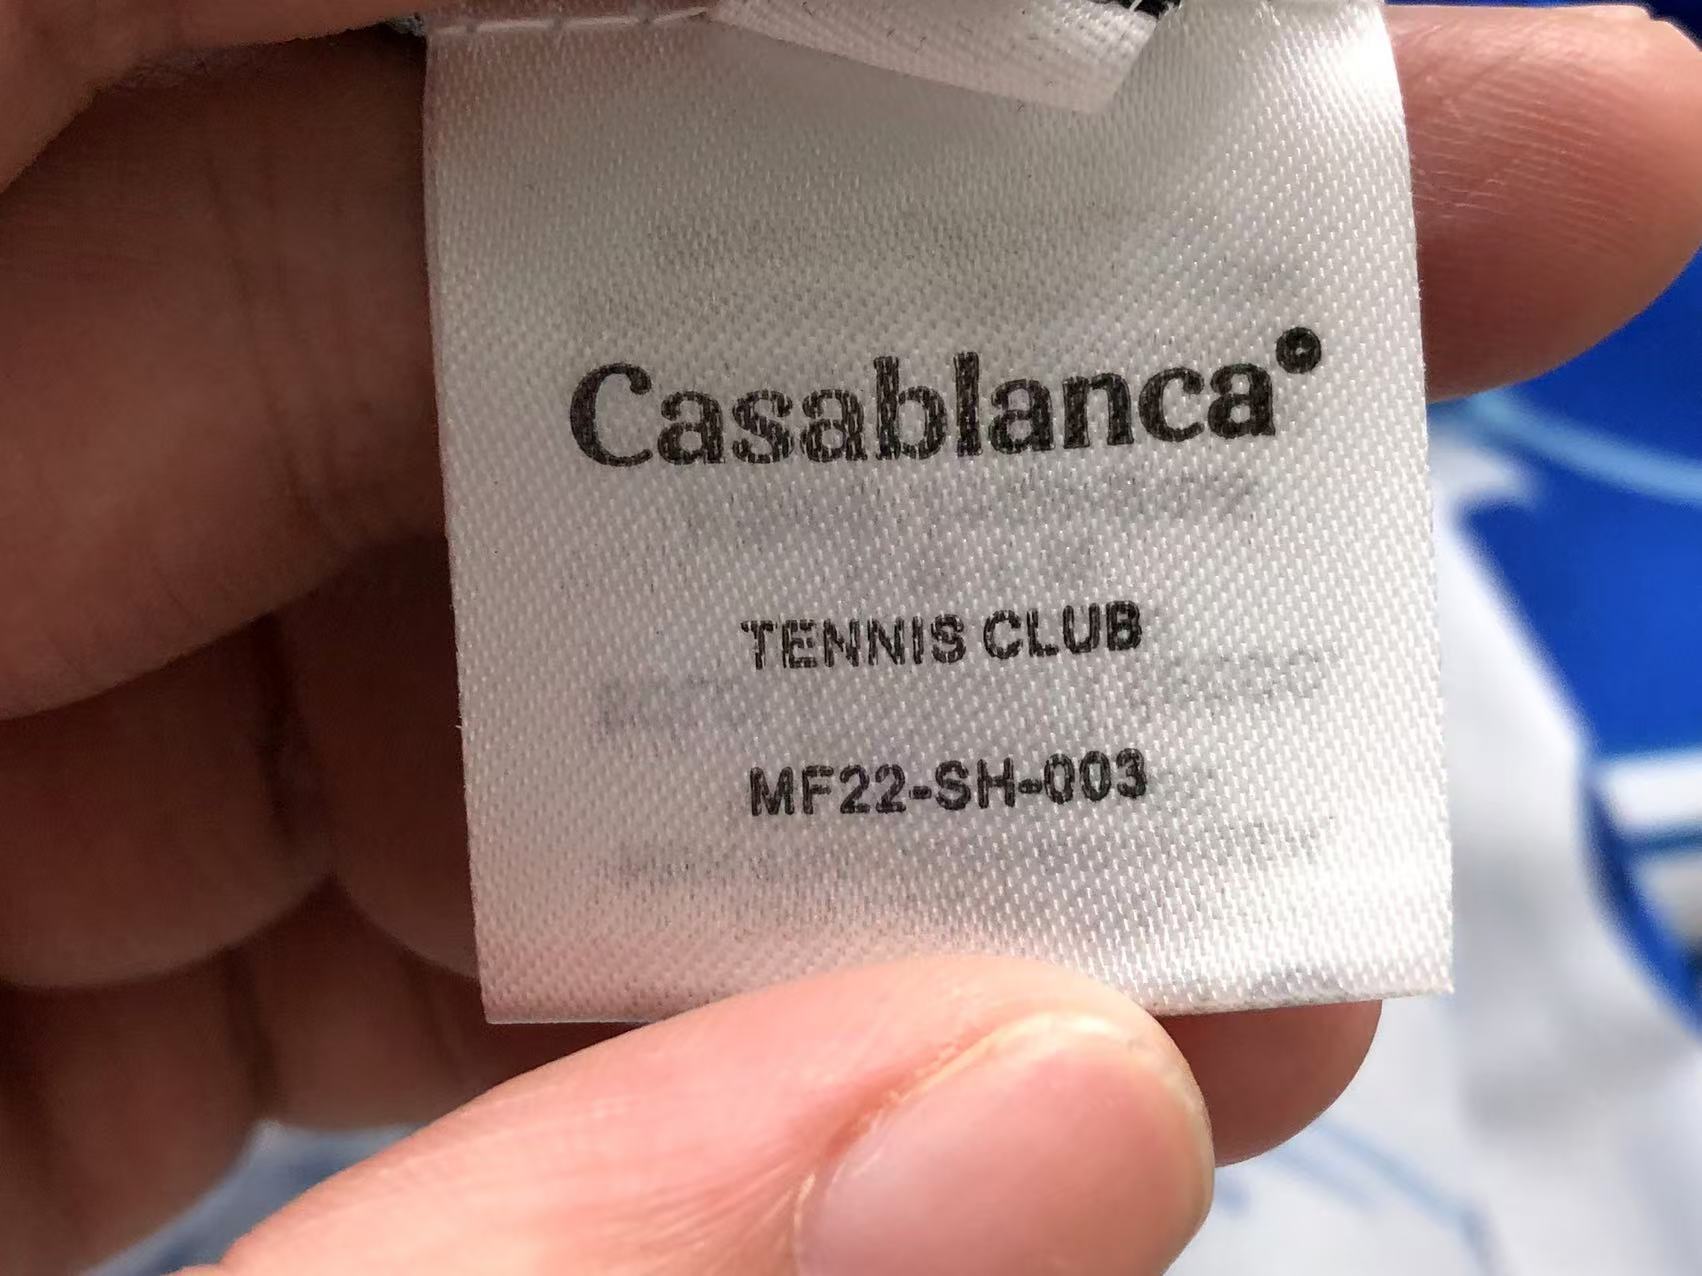 Casablanca
TENNIS CLUB
MF22-SH-003